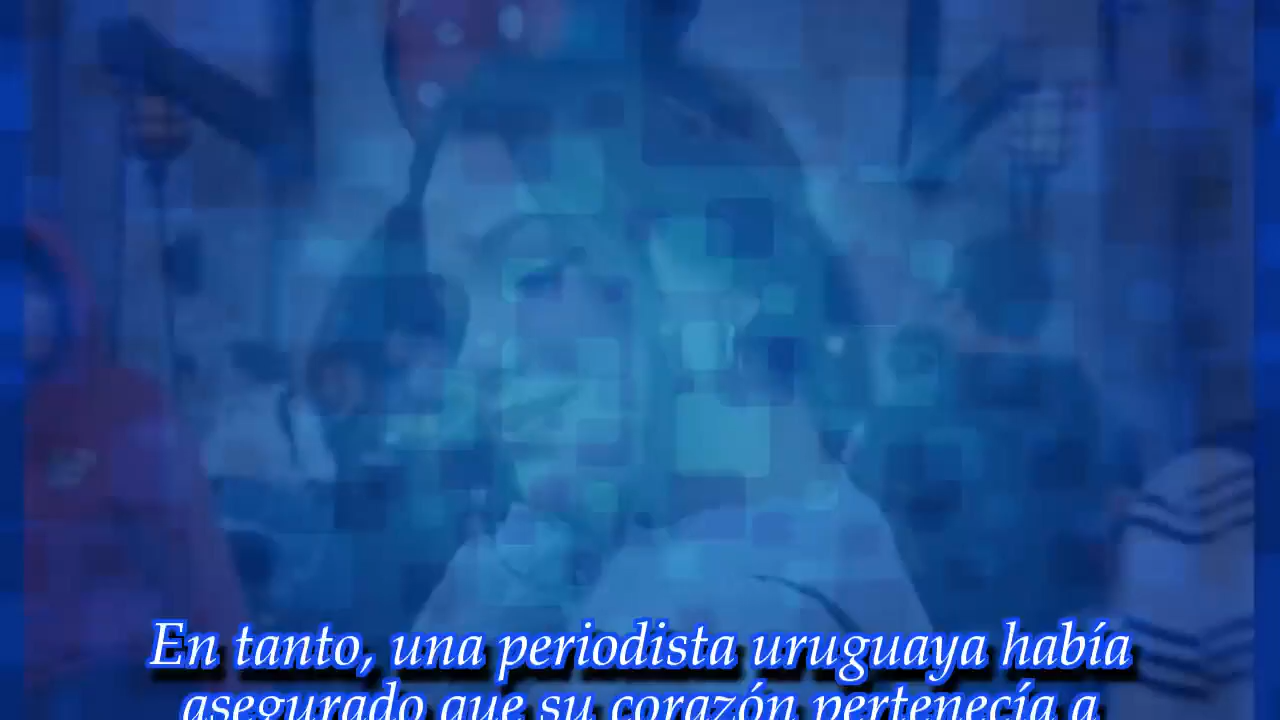 En tanto, una periodista uruguaya había
asegurado que su corazón pertenecía a